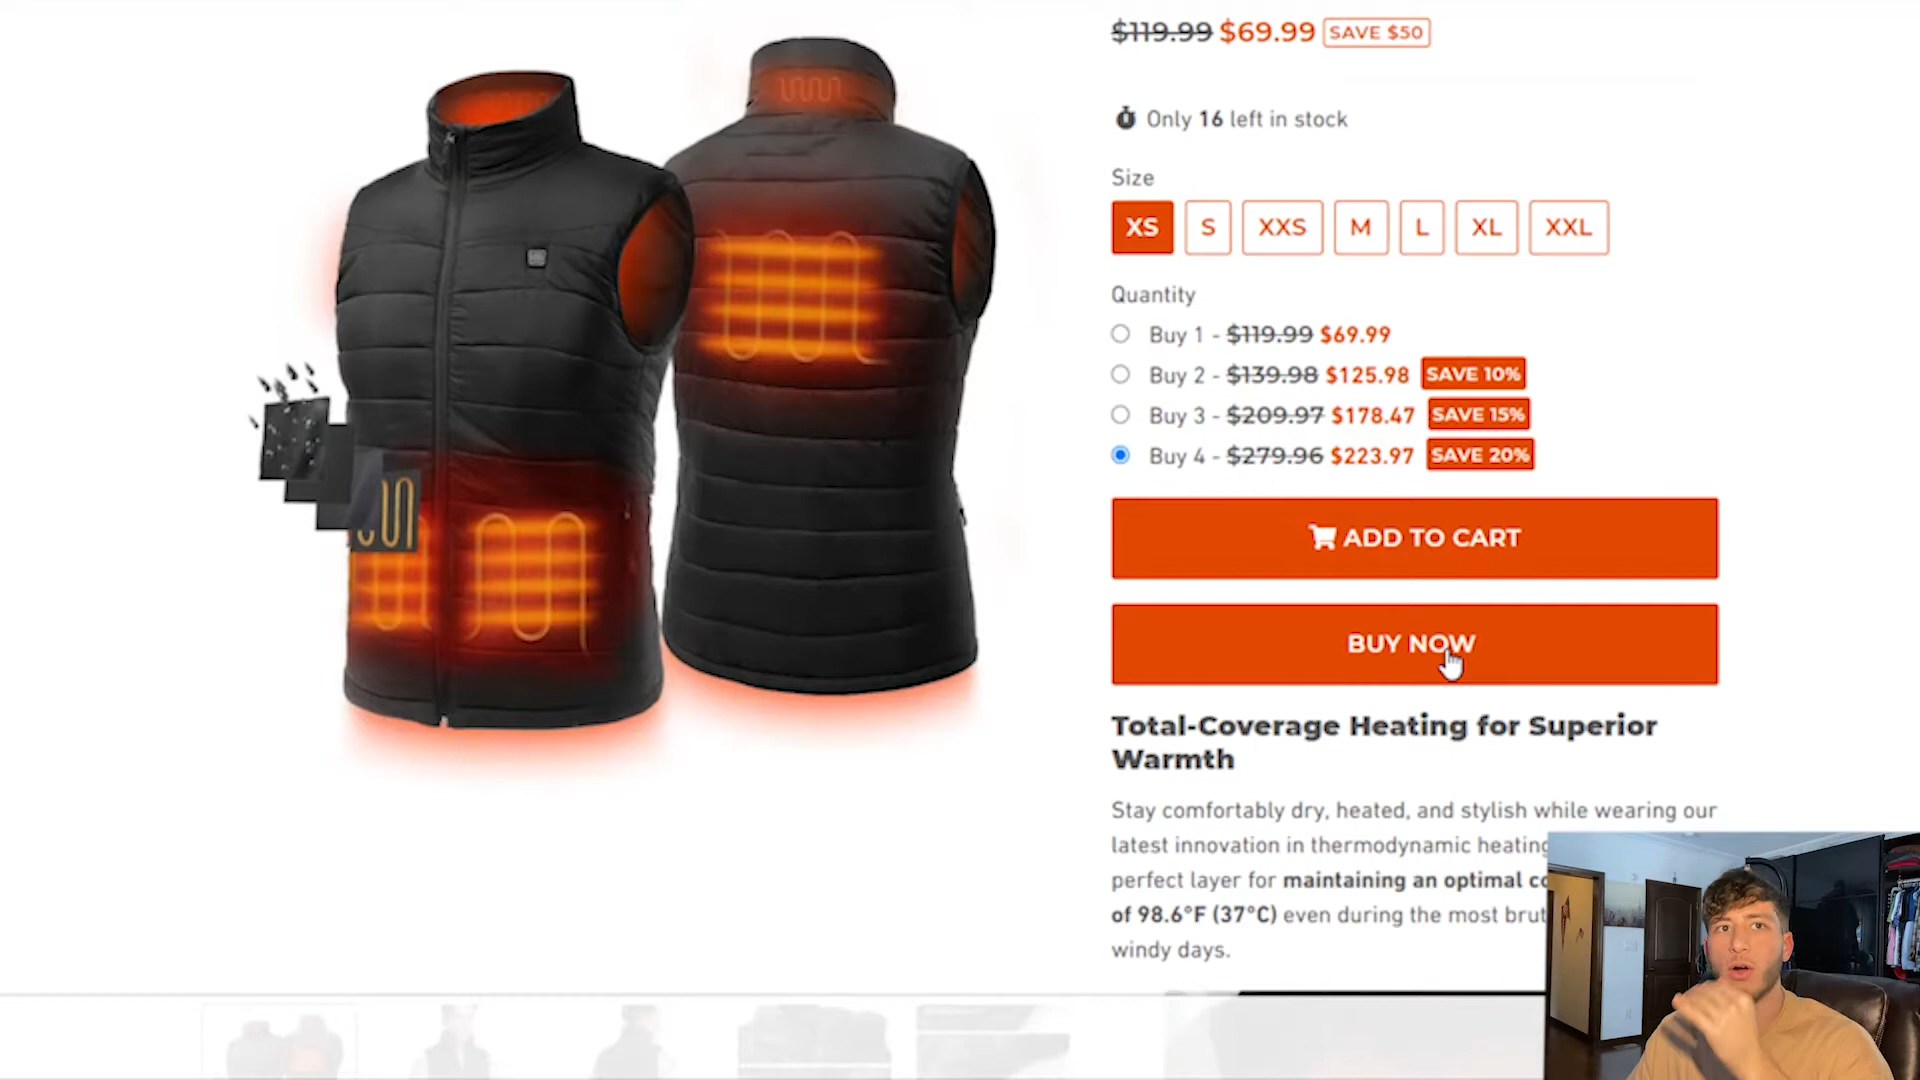 $119.99 $69.99 SAVE $50
Only 16 left in stock
Size
XS S XXS M L XL XXL
Quantity
Buy 1 - $119.99 $69.99
Buy 2 - $139.98 $125.98 SAVE 10%
Buy 3 - $209.97 $178.47 SAVE 15%
Buy 4 - $279.96 $223.97 SAVE 20%
ADD TO CART
BUY NOW
Total-Coverage Heating for Superior
Warmth
Stay comfortably dry, heated, and stylish while wearing our
latest innovation in thermodynamic heating
perfect layer for maintaining an optimal
of 98.6°F (37°C) even during the most
windy days.